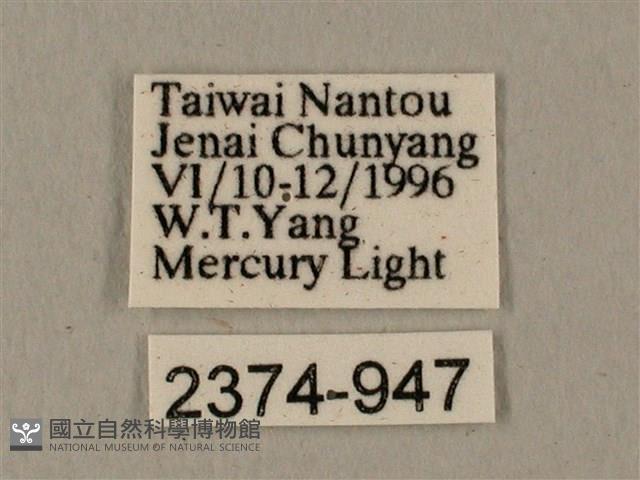 Taiwai Nantou
Jenai Chunyang
VI/10-12/1996
W.T.Yang
Mercury Light
2374-947
國立自然科學博物館
NATIONAL MUSEUM OF NATURAL SCIENCE